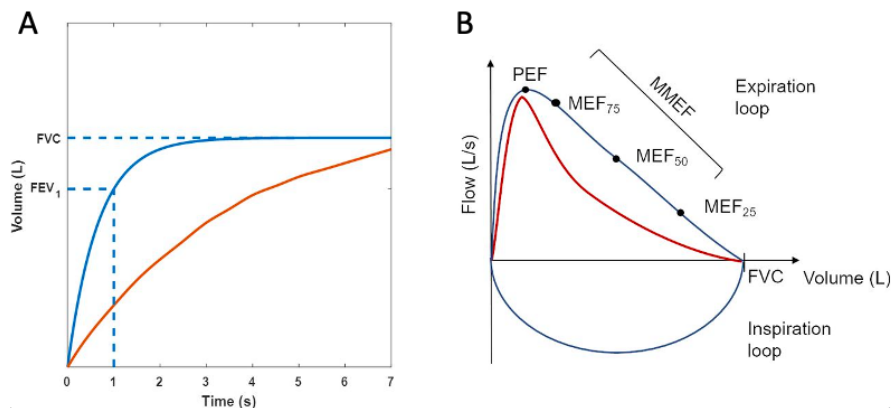 A
FVC
FEV1
Volume (L)
0 1 2 3 4 5 6 7
Time (s)
B
PEF
MEF75
MMEF
MEF50
MEF25
Expiration
loop
Flow (L/s)
FVC
Volume (L)
Inspiration
loop